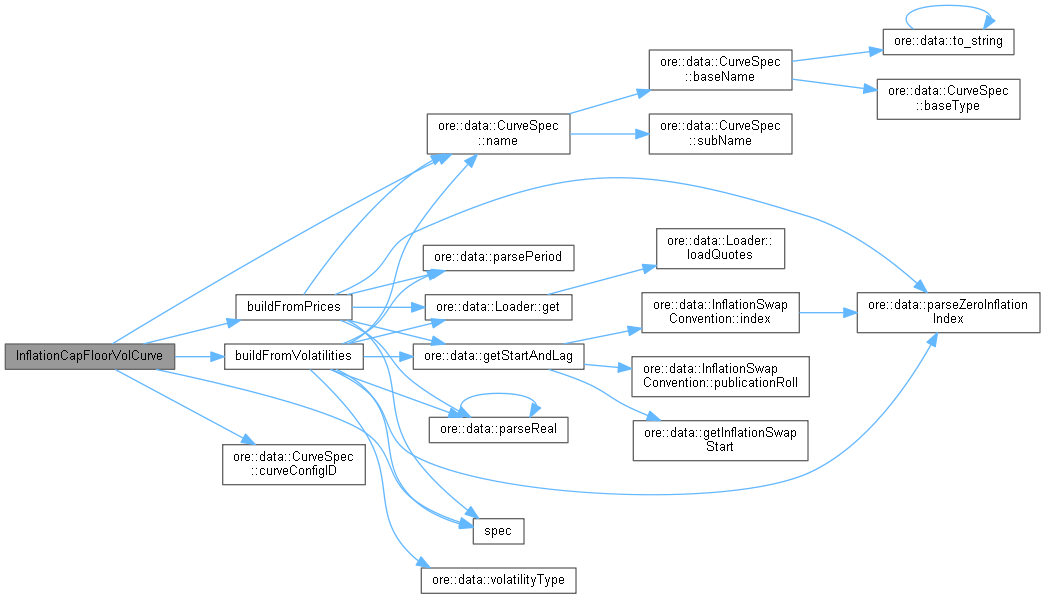 ore::data::to_string
ore::data::CurveSpec
::baseName
ore::data::CurveSpec
::baseType
ore::data::CurveSpec
::name
ore::data::CurveSpec
::subName
ore::data::parsePeriod
ore::data::Loader::
loadQuotes
buildFromPrices
ore::data::Loader::get
ore::data::InflationSwap
Convention::index
ore::data::parseZeroInflation
Index
InflationCapFloorVolCurve
buildFromVolatilities
ore::data::getStartAndLag
ore::data::InflationSwap
Convention::publicationRoll
ore::data::parseReal
ore::data::getInflationSwap
Start
ore::data::CurveSpec
::curveConfigID
spec
ore::data::volatilityType